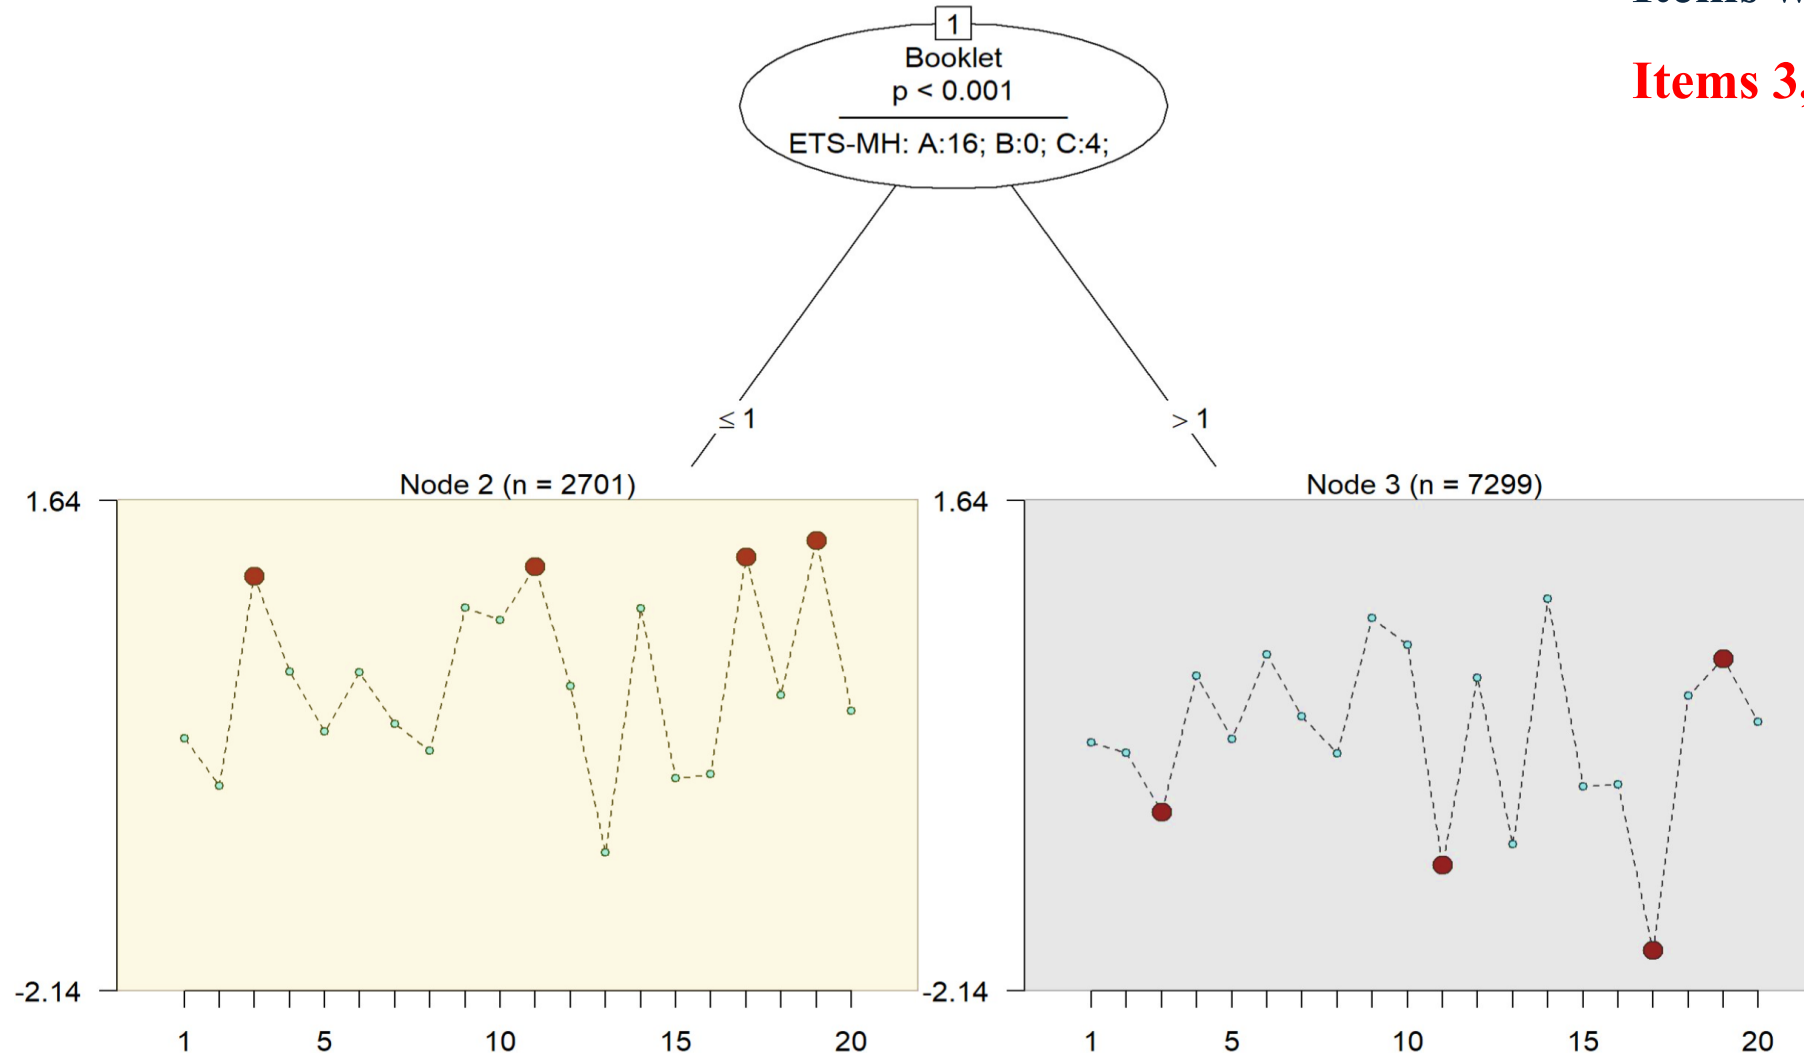 Items
Items 3,
1
Booklet
p < 0.001
ETS-MH: A:16; B:0; C:4;
≤ 1
> 1
Node 2 (n = 2701)
1.64
-2.14
1 5 10 15 20
Node 3 (n = 7299)
1.64
-2.14
1 5 10 15 20